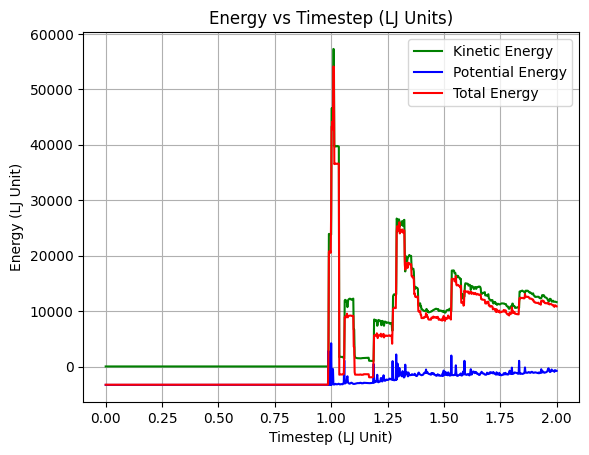 Energy vs Timestep (LJ Units)
Kinetic Energy
Potential Energy
Total Energy
Energy (LJ Unit)
60000
50000
40000
30000
20000
10000
0
0.00 0.25 0.50 0.75 1.00 1.25 1.50 1.75 2.00
Timestep (LJ Unit)